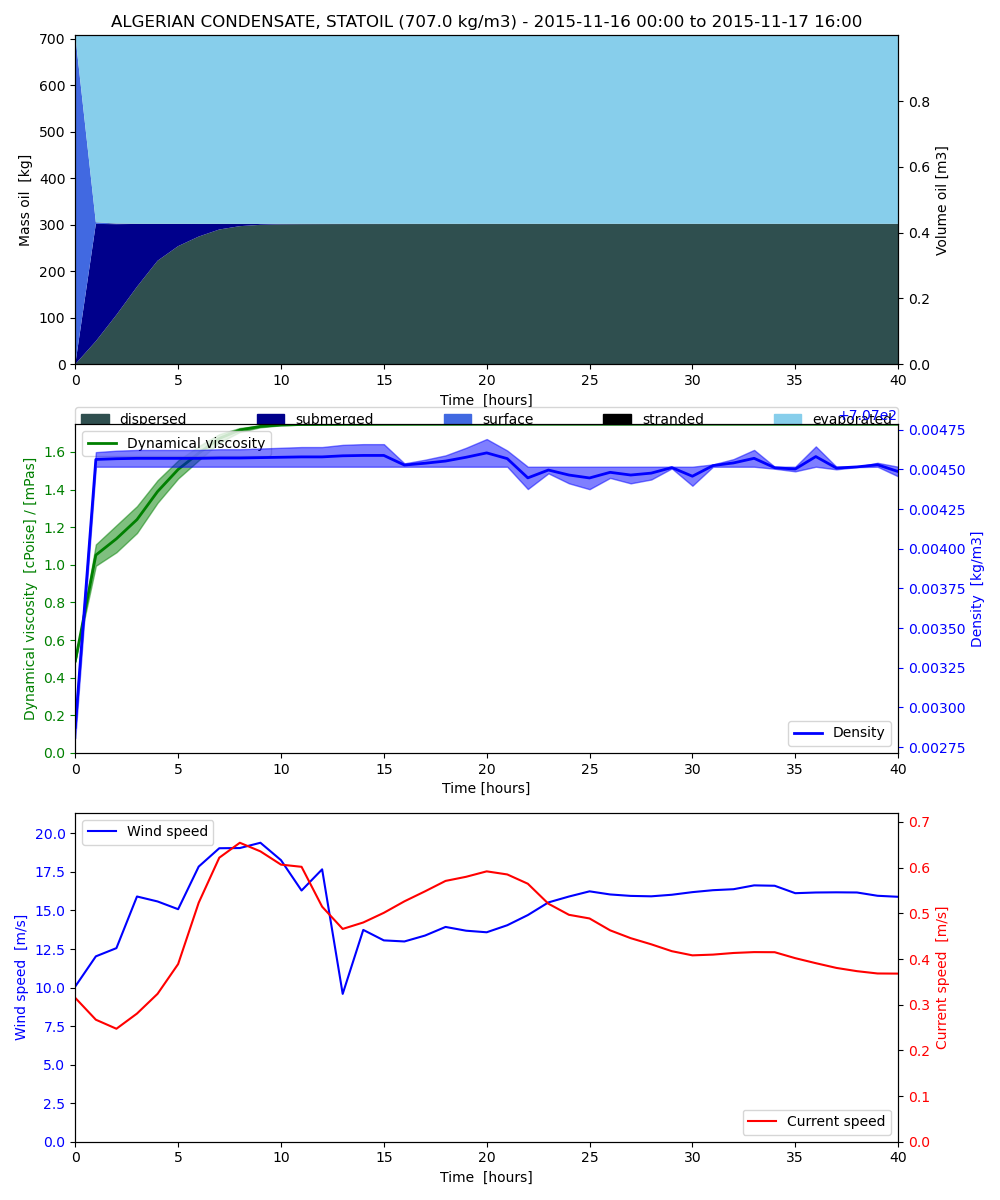 ALGERIAN CONDENSATE, STATOIL (707.0 kg/m3) - 2015-11-16 00:00 to 2015-11-17 16:00
700
600
500
400
300
200
100
0
Mass oil [kg]
0.8
0.6
0.4
0.2
0.0
Volume oil [m3]
0 5 10 15 20 25 30 35 40
Time [hours]
dispersed submerged surface stranded evaporated
+7.07e2
Dynamical viscosity
1.6
1.4
1.2
1.0
0.8
0.6
0.4
0.2
0.0
Dynamical viscosity [cPoise] / [mPas]
0.00475
0.00450
0.00425
0.00400
0.00375
0.00350
0.00325
0.00300
0.00275
Density [kg/m3]
Density
0 5 10 15 20 25 30 35 40
Time [hours]
Wind speed
20.0
17.5
15.0
12.5
10.0
7.5
5.0
2.5
0.0
Wind speed [m/s]
0.7
0.6
0.5
0.4
0.3
0.2
0.1
0.0
Current speed [m/s]
Current speed
0 5 10 15 20 25 30 35 40
Time [hours]